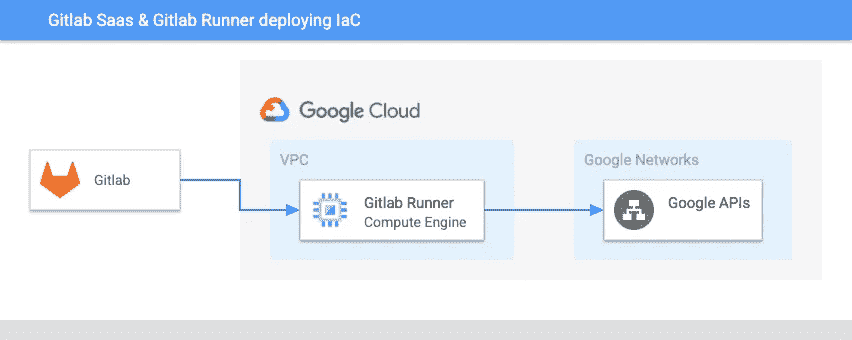 Gitlab Saas & Gitlab Runner deploying IaC
Google Cloud
VPC
Google Networks
Gitlab
Gitlab Runner
Compute Engine
Google APIs